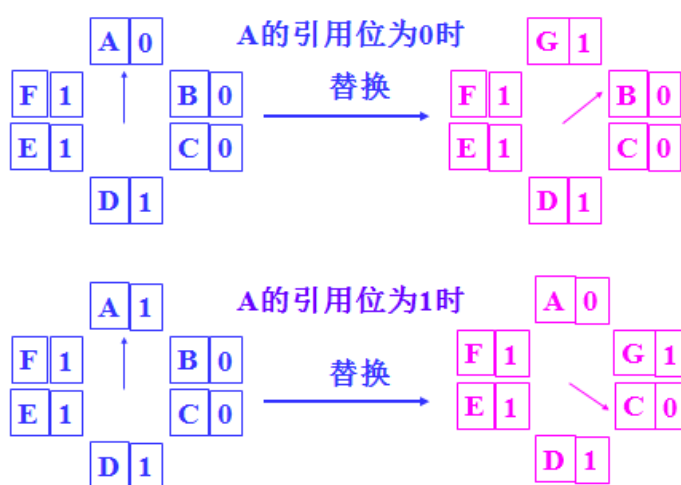 A 0 A的引用位为0时 G 1
F 1 B 0 替换 F 1 B 0
E 1 C 0 E 1 C 0
D 1 D 1
A 1 A的引用位为1时 A 0
F 1 B 0 替换 F 1 G 1
E 1 C 0 E 1 C 0
D 1 D 1